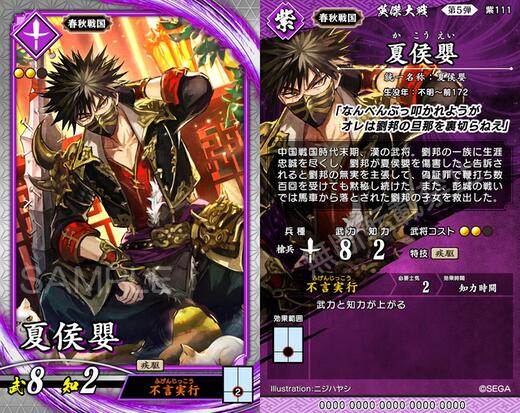 紫
春秋戦国
SAMPLE
夏侯嬰
疾駆
武8 知2
ふげんじっこう
不言実行
2
紫
春秋戦国
英傑大戦
第5弾
紫111
かこうえい
夏侯嬰
統一名称：夏侯嬰
生没年：不明～前172
「なんべんぶっ叩かれようが
オレは劉邦の旦那を裏切らねえ」
中国戦国時代末期、漢の武将。劉邦の一族に生涯
忠誠を尽くし、劉邦が夏侯嬰を傷害したと告訴され
ると劉邦の無実を主張して、偽証罪で鞭打ち数
百回を受けても黙秘し続けた。また、彭城の戦い
では馬車から落とされた劉邦の子女を救出した。
兵種 武力 知力 武将コスト
槍兵 8 2
特技 疾駆
ふげんじっこう
不言実行
必要士気 2
効果時間 知力時間
武力と知力が上がる
効果範囲
Illustration：ニジハヤシ
©SEGA
0000 0000 0000 0000 0000